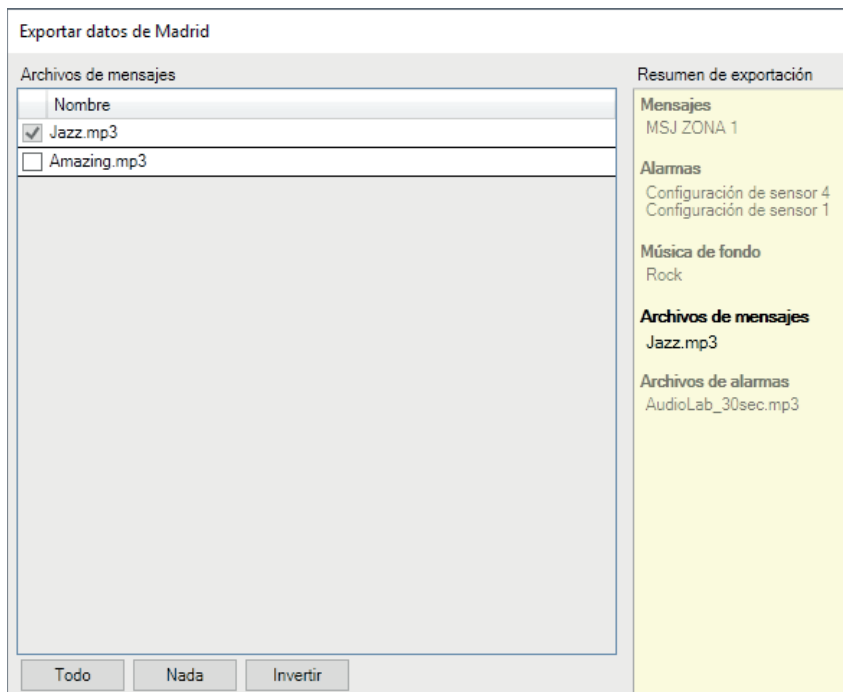 Exportar datos de Madrid
Archivos de mensajes
Nombre
Jazz.mp3
Amazing.mp3
Todo
Nada
Invertir
Resumen de exportación
Mensajes
MSJ ZONA 1
Alarmas
Configuración de sensor 4
Configuración de sensor 1
Música de fondo
Rock
Archivos de mensajes
Jazz.mp3
Archivos de alarmas
AudioLab_30sec.mp3